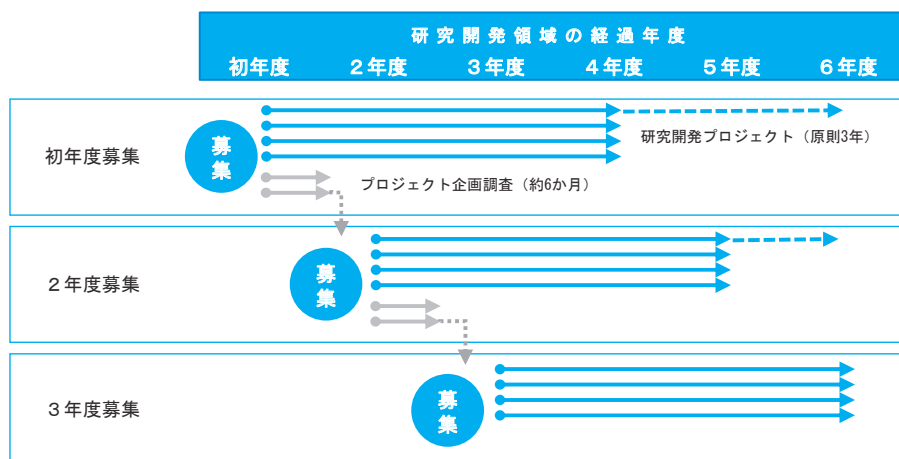 研究開発領域の経過年度
初年度 2年度 3年度 4年度 5年度 6年度
初年度募集
募集
研究開発プロジェクト（原則3年）
プロジェクト企画調査（約6か月）
2年度募集
募集
3年度募集
募集